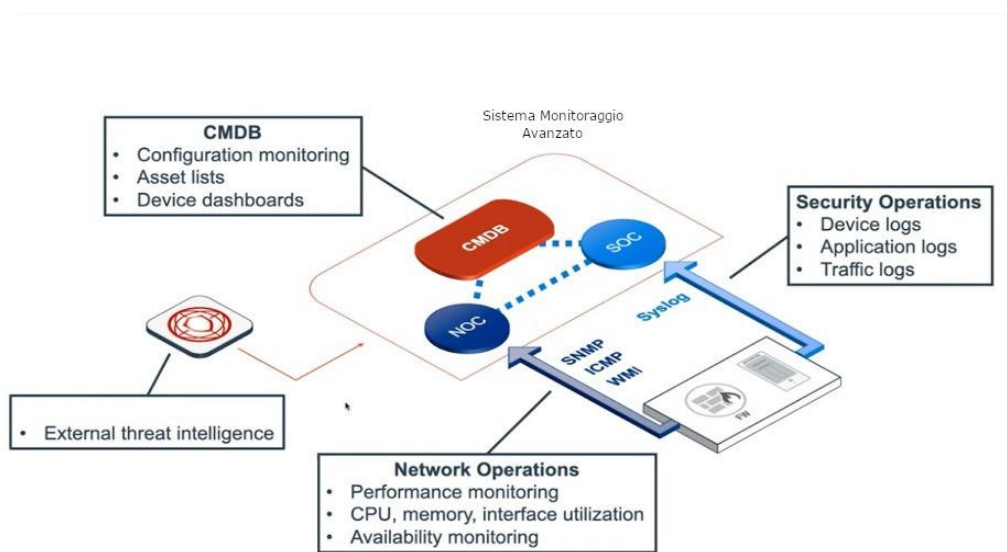 Sistema Monitoraggio
Avanzato
CMDB
• Configuration monitoring
• Asset lists
• Device dashboards
Security Operations
• Device logs
• Application logs
• Traffic logs
CMDB
SOC
NOC
Syslog
SNMP
ICMP
WMI
FW
• External threat intelligence
Network Operations
• Performance monitoring
• CPU, memory, interface utilization
• Availability monitoring